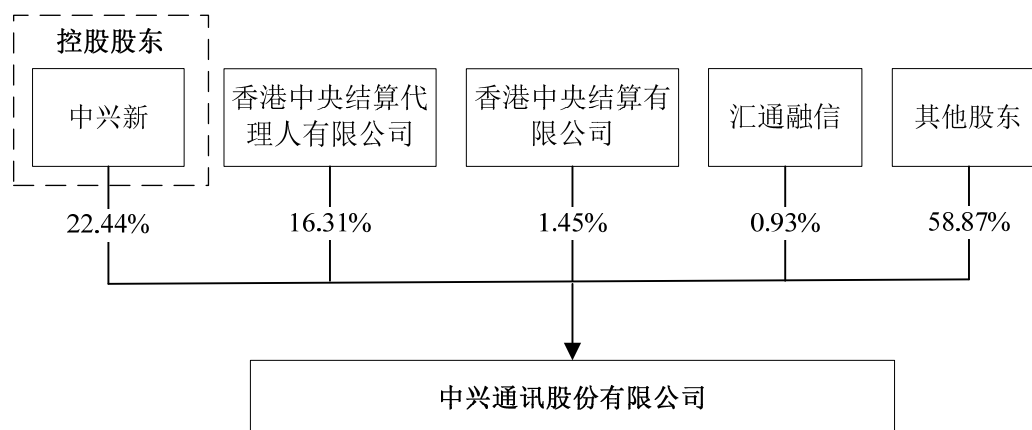 控股股东
中兴新
香港中央结算代
理人有限公司
香港中央结算有
限公司
汇通融信
其他股东
22.44%
16.31%
1.45%
0.93%
58.87%
中兴通讯股份有限公司